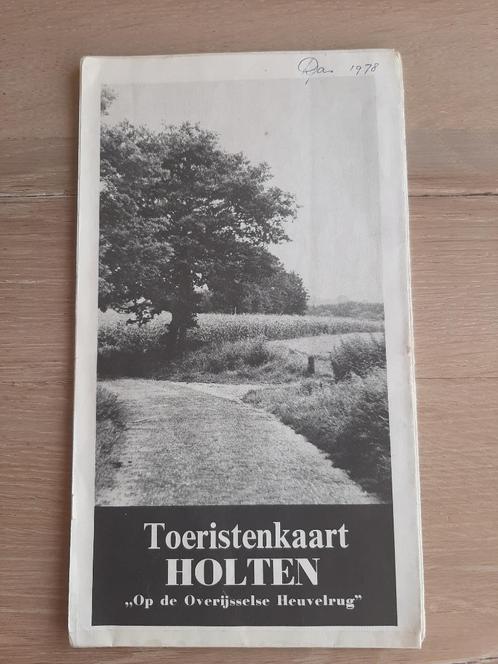 1978
Toeristenkaart
HOLTEN
„Op de Overijsselse Heuvelrug"